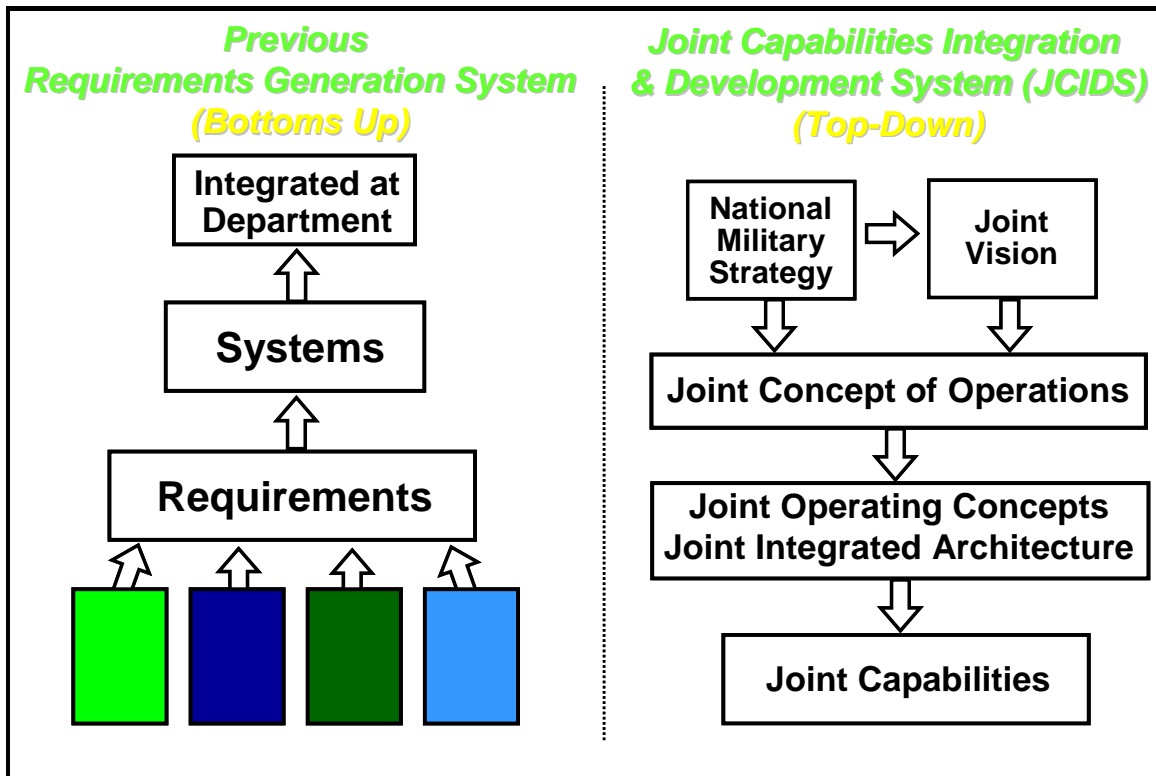 Previous
Requirements Generation System
(Bottoms Up)
Integrated at
Department
Systems
Requirements
Joint Capabilities Integration
& Development System (JCIDS)
(Top-Down)
National
Military
Strategy
Joint
Vision
Joint Concept of Operations
Joint Operating Concepts
Joint Integrated Architecture
Joint Capabilities